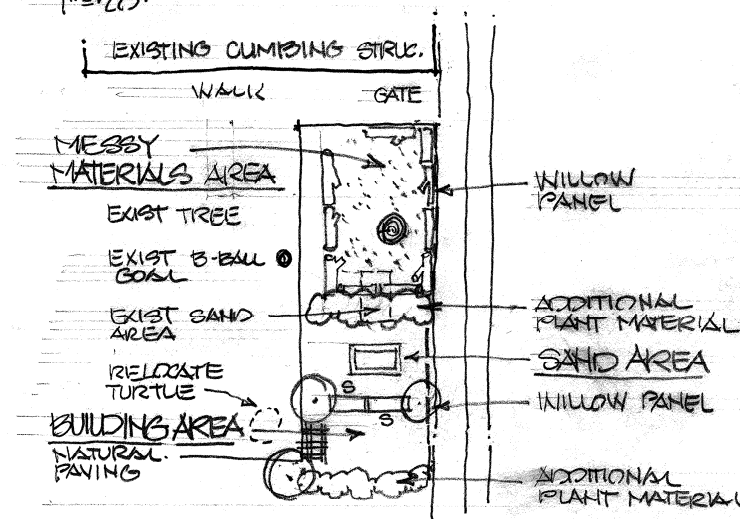 EXISTING CLIMBING STRUC.
WALK
GATE
MESSY
MATERIALS AREA
WILLOW
PANEL
EXIST TREE
EXIST B-BALL
GOAL
EXIST SAND
AREA
ADDITIONAL
PLANT MATERIAL
SAND AREA
RELOCATE
TURTLE
S
S
WILLOW PANEL
BUILDING AREA
NATURAL
PAVING
ADDITIONAL
PLANT MATERIAL